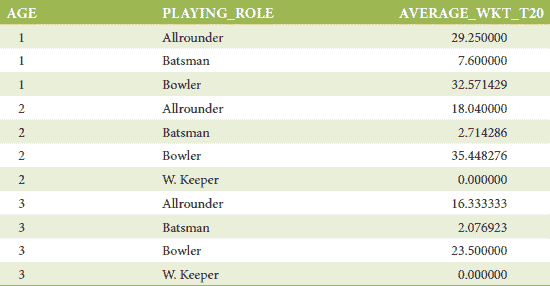 AGE PLAYING_ROLE AVERAGE_WKT_T20
1 Allrounder 29.250000
1 Batsman 7.600000
1 Bowler 32.571429
2 Allrounder 18.040000
2 Batsman 2.714286
2 Bowler 35.448276
2 W. Keeper 0.000000
3 Allrounder 16.333333
3 Batsman 2.076923
3 Bowler 23.500000
3 W. Keeper 0.000000